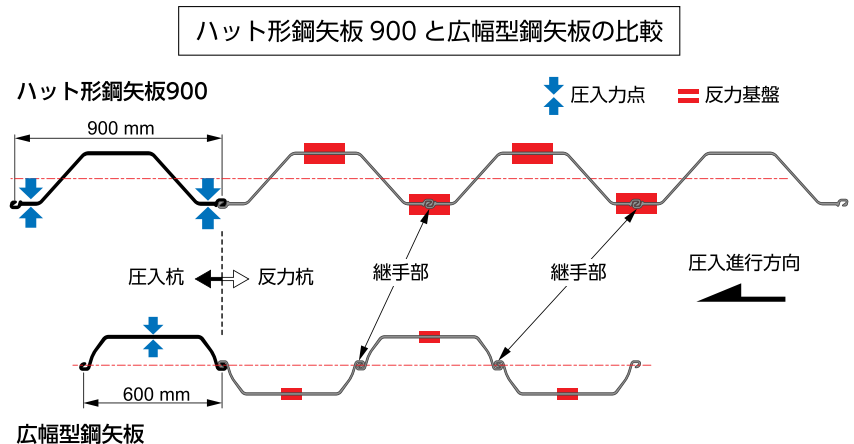 ハット形鋼矢板 900 と広幅型鋼矢板の比較
ハット形鋼矢板900
圧入力点
反力基盤
900 mm
圧入杭
反力杭
継手部
継手部
圧入進行方向
600 mm
広幅型鋼矢板